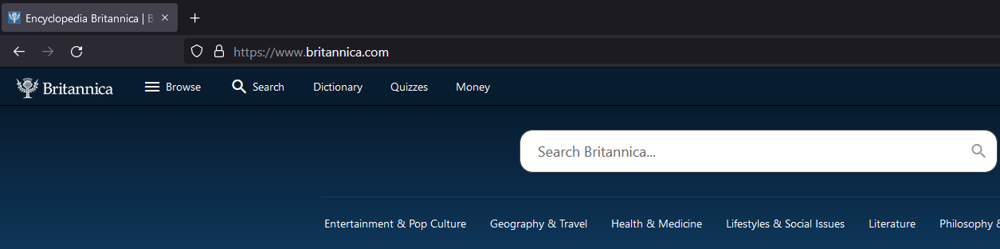 Encyclopedia Britannica | B
https://www.britannica.com
Britannica Browse Search Dictionary Quizzes Money
Search Britannica...
Entertainment & Pop Culture Geography & Travel Health & Medicine Lifestyles & Social Issues Literature Philosophy &